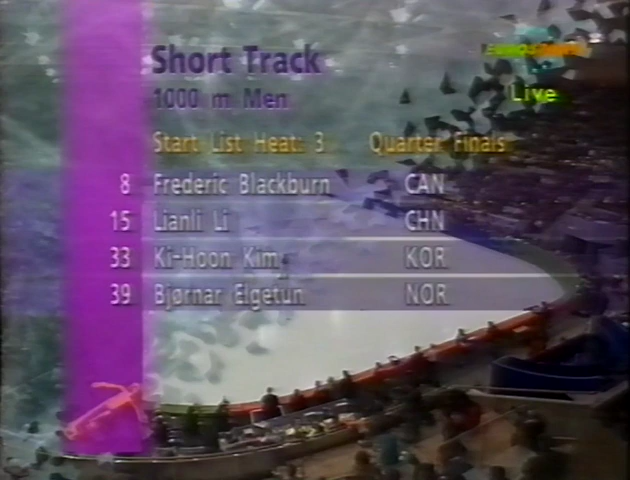 Short Track
EUROSPORT
1000 m Men
Live
Start List Heat: 3 Quarter Finals
8 Frederic Blackburn CAN
15 Lianli Li CHN
33 Ki-Hoon Kim KOR
39 Bjørnar Elgetun NOR